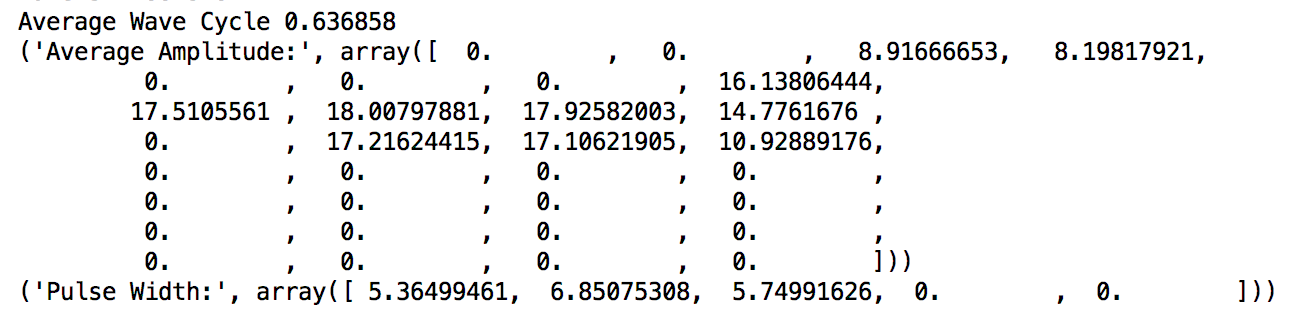 Average Wave Cycle 0.636858
('Average Amplitude:', array([  0.        ,   0.        ,   8.91666653,   8.19817921,
         0.        ,   0.        ,   0.        ,  16.13806444,
        17.5105561 ,  18.00797881,  17.92582003,  14.7761676 ,
         0.        ,  17.21624415,  17.10621905,  10.92889176,
         0.        ,   0.        ,   0.        ,   0.        ,
         0.        ,   0.        ,   0.        ,   0.        ,
         0.        ,   0.        ,   0.        ,   0.        ,
         0.        ,   0.        ,   0.        ,   0.        ]))
('Pulse Width:', array([ 5.36499461,  6.85075308,  5.74991626,  0.        ,  0.        ]))